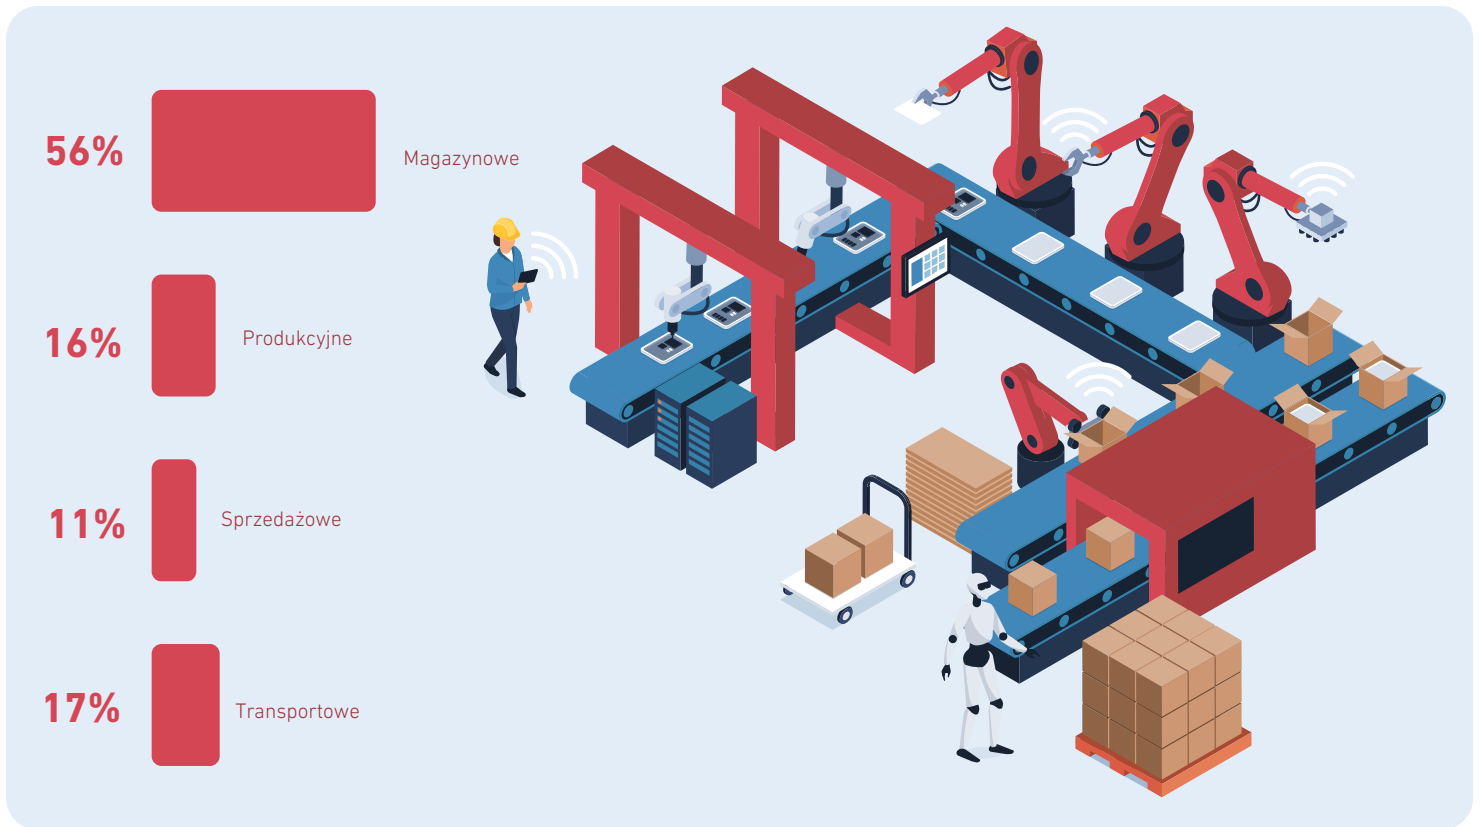 56%
Magazynowe
16%
Produkcyjne
11%
Sprzedażowe
17%
Transportowe